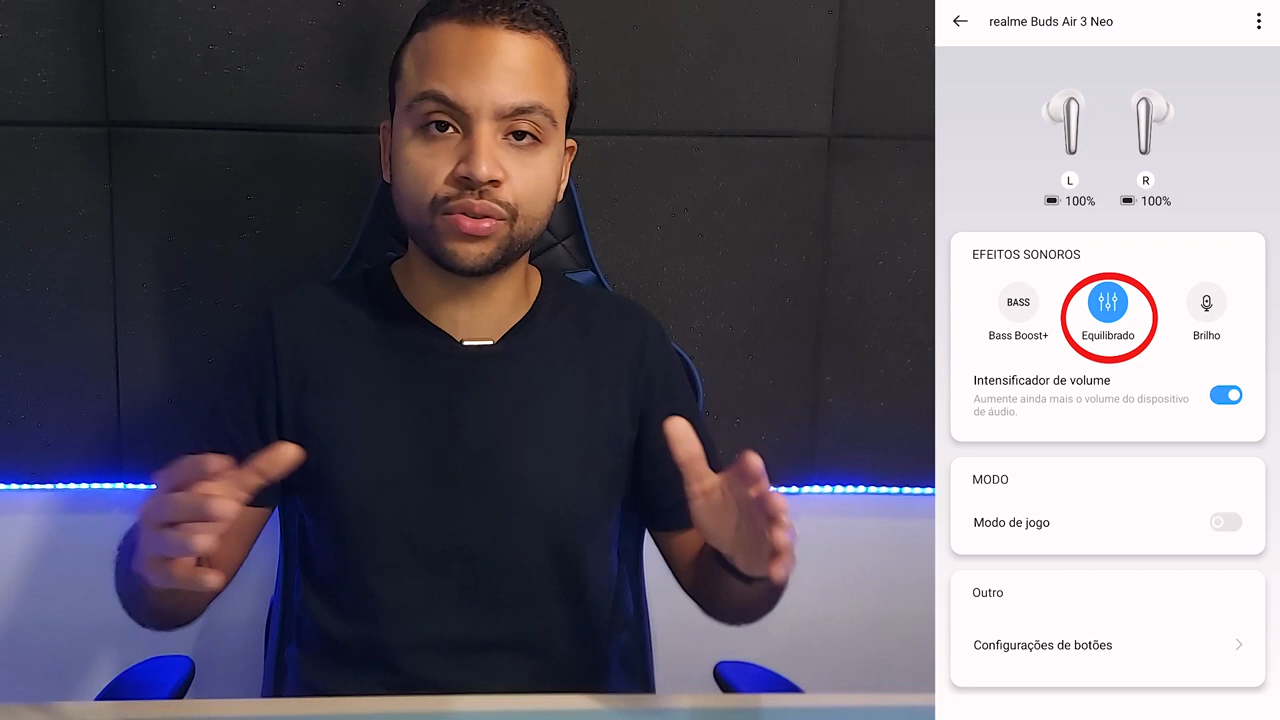 realme Buds Air 3 Neo
L
R
100%
100%
EFEITOS SONOROS
BASS
Bass Boost+
Equilibrado
Brilho
Intensificador de volume
Aumente ainda mais o volume do dispositivo
de áudio.
MODO
Modo de jogo
Outro
Configurações de botões